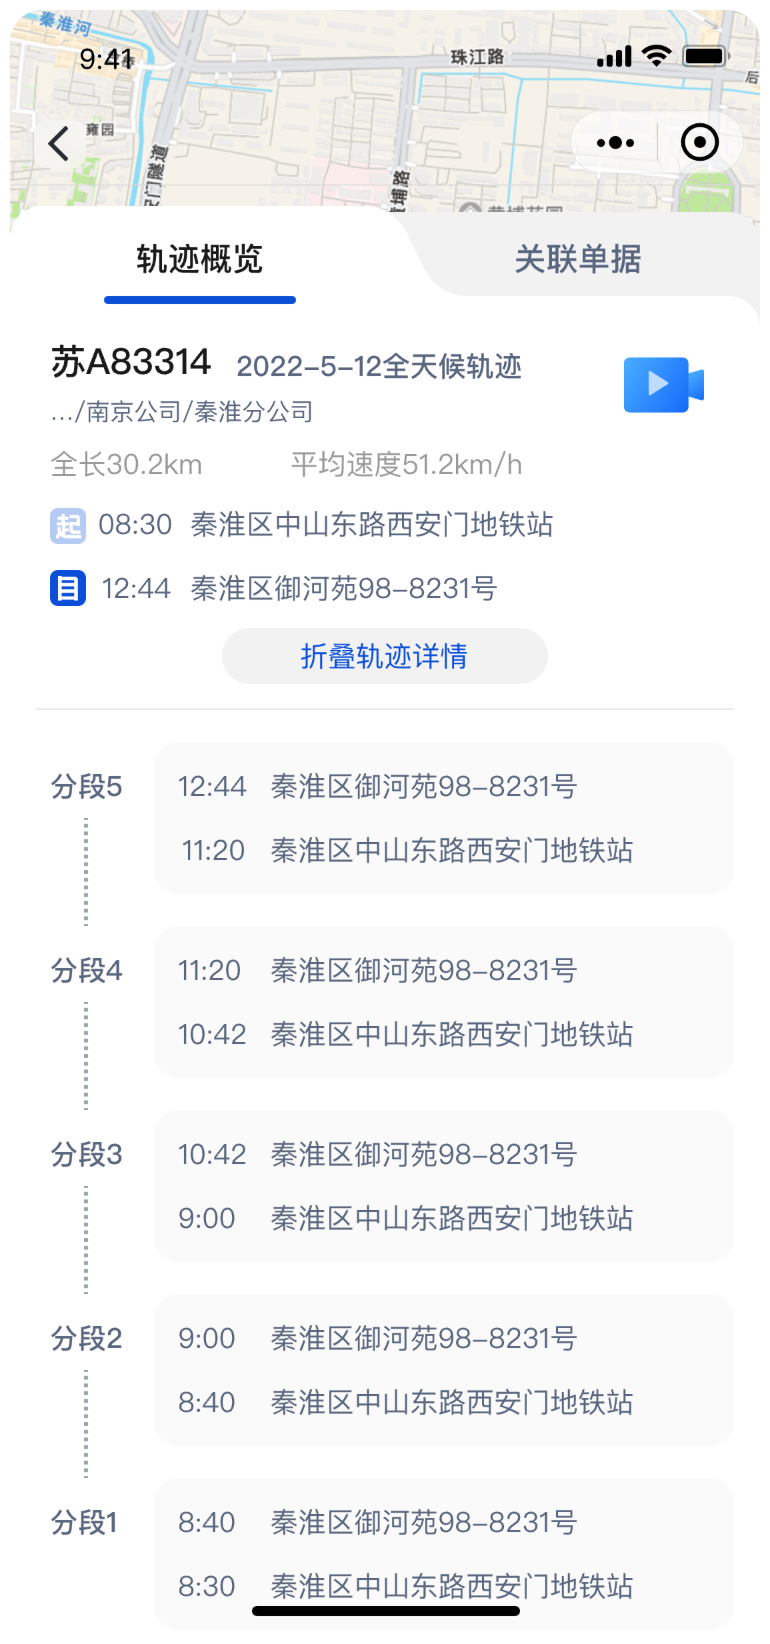 秦淮河
9:41
珠江路
后
雍园
门隧道
埔路
黄埔花园
轨迹概览
关联单据
苏A83314 2022-5-12全天候轨迹
.../南京公司/秦淮分公司
全长30.2km 平均速度51.2km/h
起 08:30 秦淮区中山东路西安门地铁站
目 12:44 秦淮区御河苑98-8231号
折叠轨迹详情
分段5 12:44 秦淮区御河苑98-8231号
11:20 秦淮区中山东路西安门地铁站
分段4 11:20 秦淮区御河苑98-8231号
10:42 秦淮区中山东路西安门地铁站
分段3 10:42 秦淮区御河苑98-8231号
9:00 秦淮区中山东路西安门地铁站
分段2 9:00 秦淮区御河苑98-8231号
8:40 秦淮区中山东路西安门地铁站
分段1 8:40 秦淮区御河苑98-8231号
8:30 秦淮区中山东路西安门地铁站